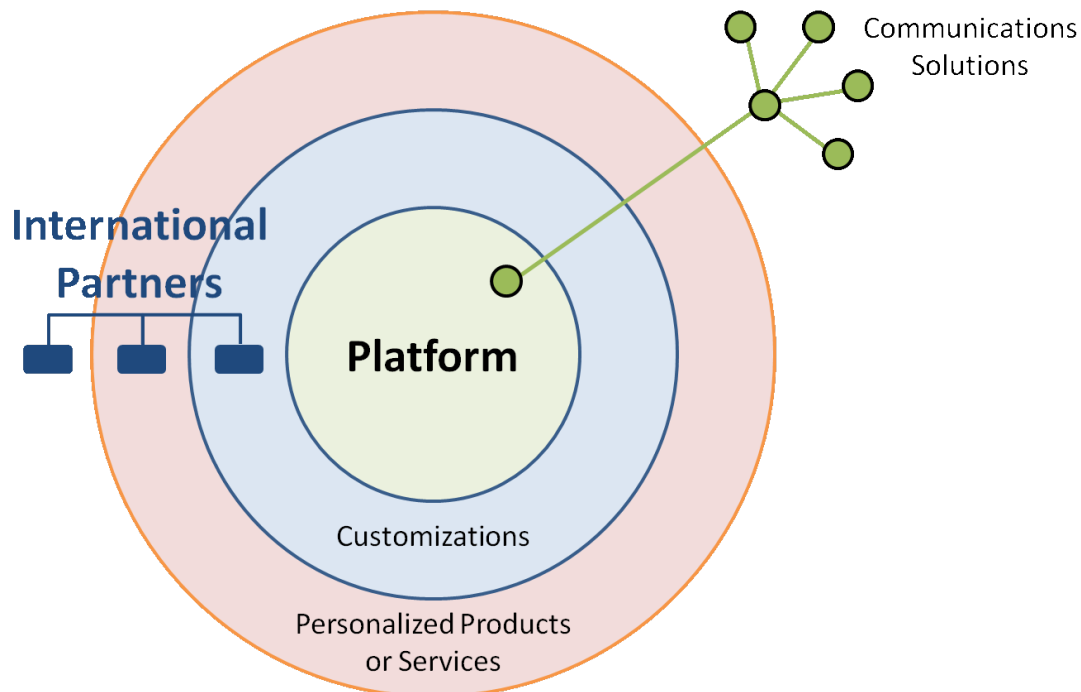 Communications
Solutions
International
Partners
Platform
Customizations
Personalized Products
or Services